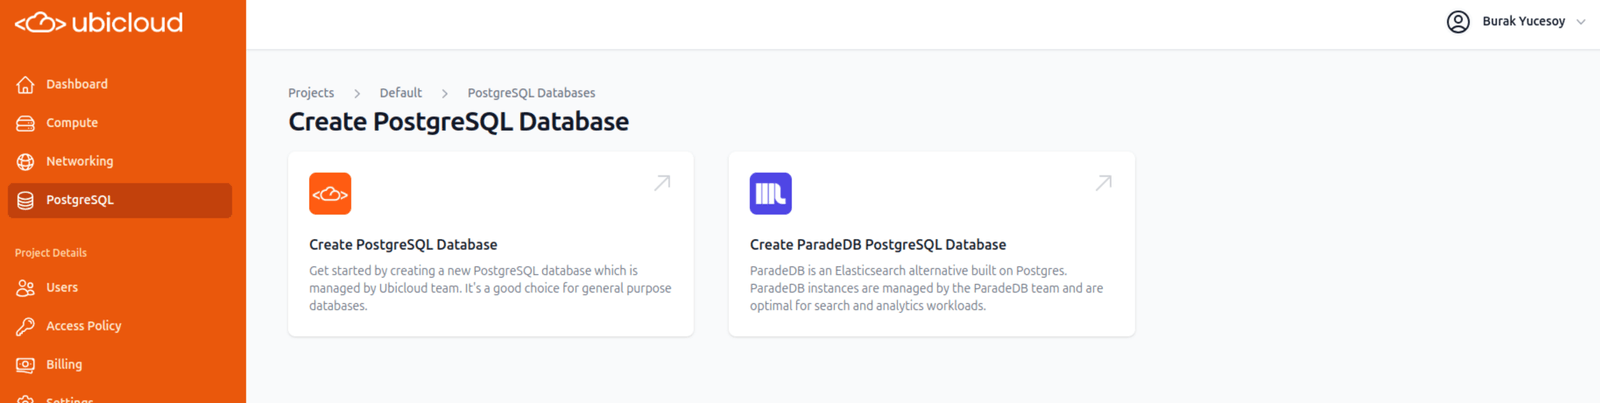 ubicloud
Burak Yucesoy
Dashboard
Compute
Networking
PostgreSQL
Project Details
Users
Access Policy
Billing
Settings
Projects > Default > PostgreSQL Databases
Create PostgreSQL Database
Create PostgreSQL Database
Get started by creating a new PostgreSQL database which is
managed by Ubicloud team. It's a good choice for general purpose
databases.
Create ParadeDB PostgreSQL Database
ParadeDB is an Elasticsearch alternative built on Postgres.
ParadeDB instances are managed by the ParadeDB team and are
optimal for search and analytics workloads.